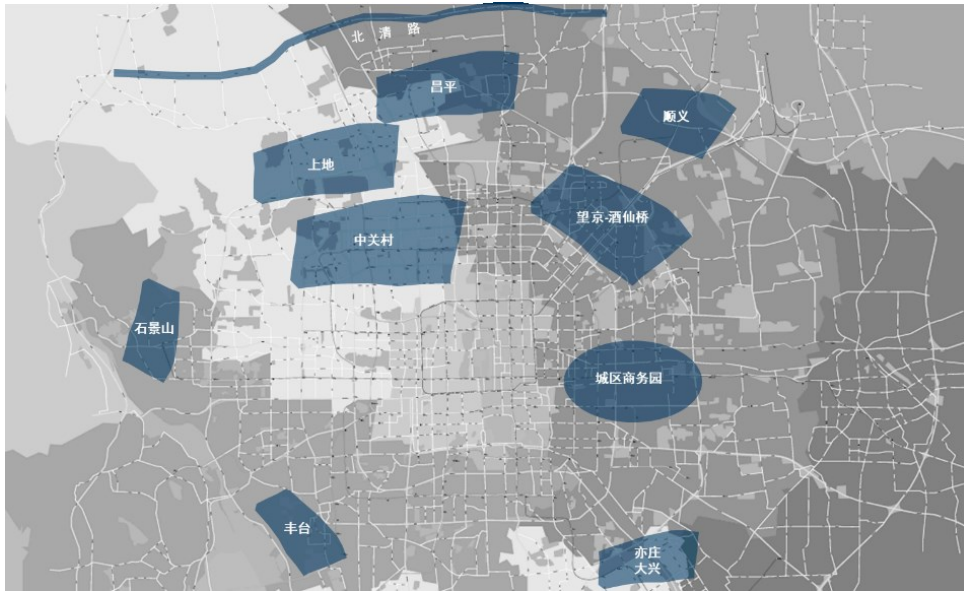 北清路
昌平
顺义
上地
望京-酒仙桥
中关村
石景山
城区商务园
丰台
亦庄
大兴